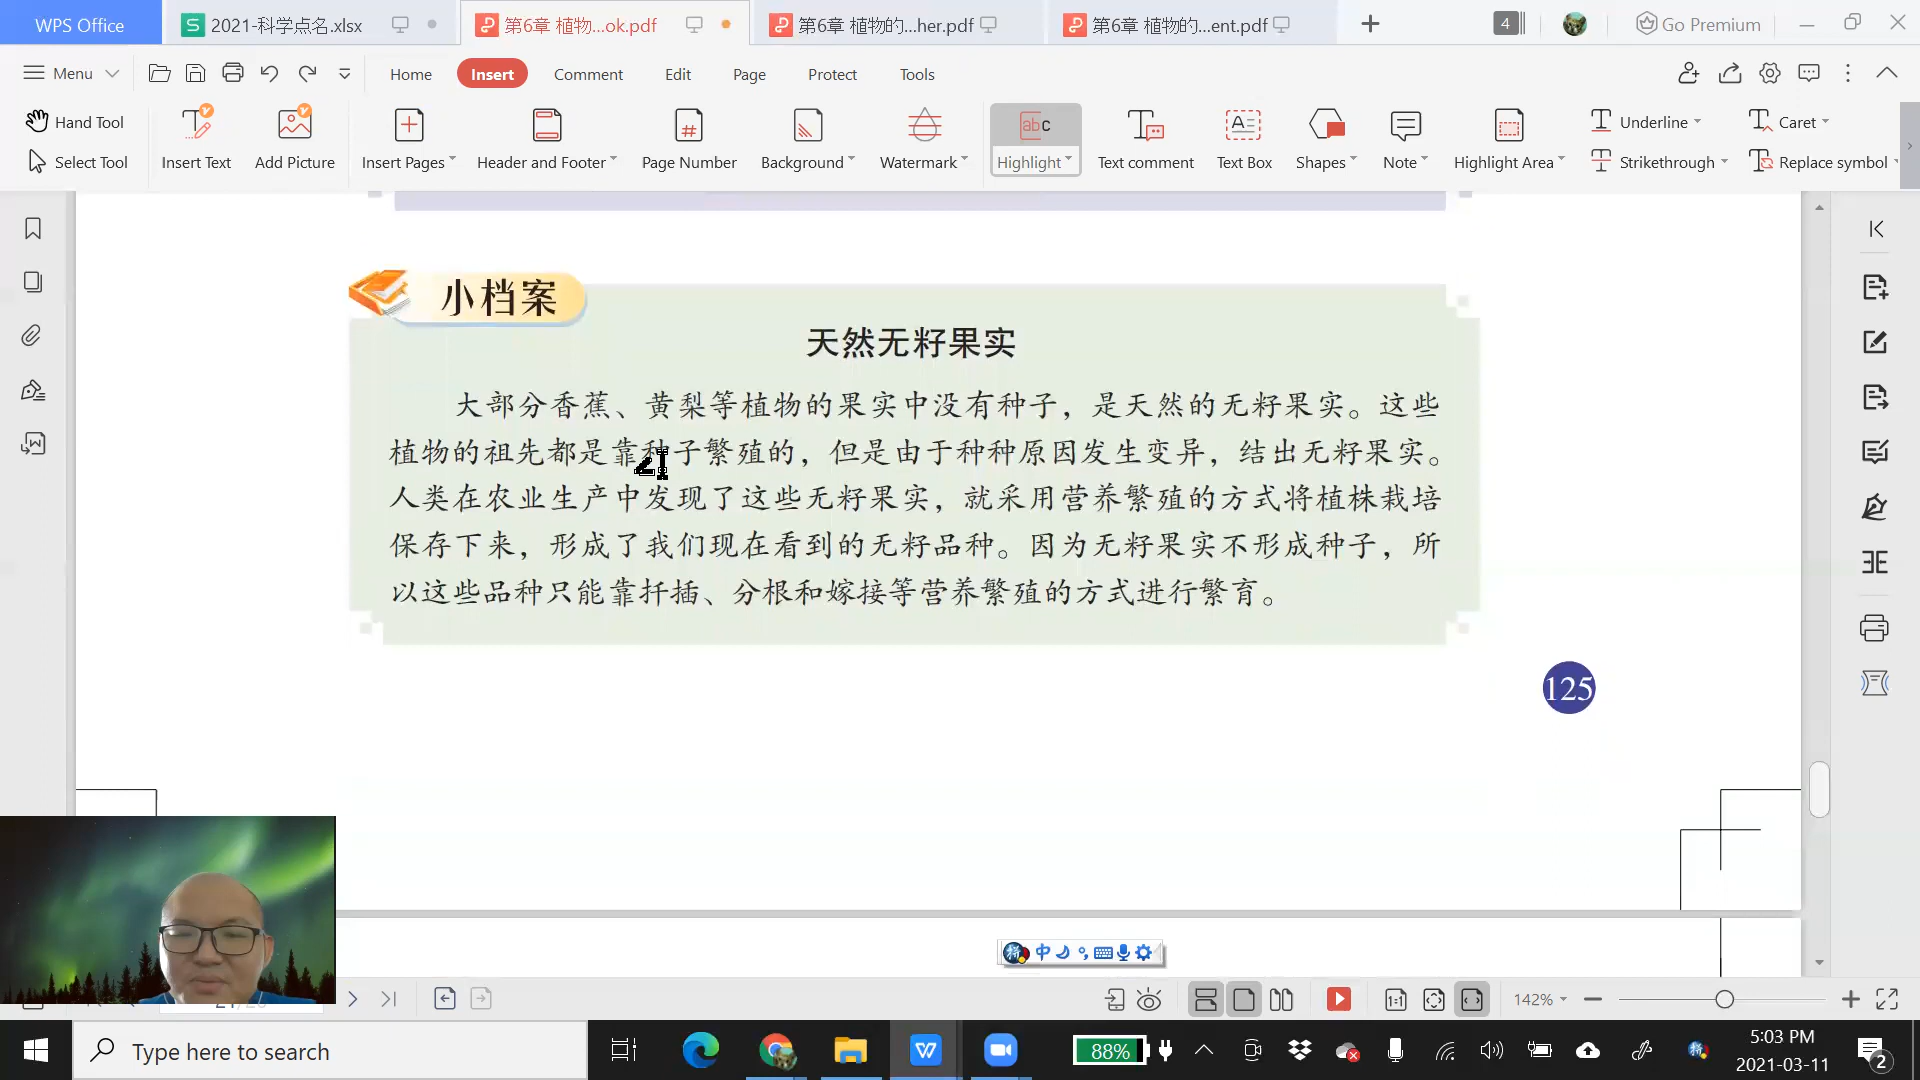 WPS Office
2021-科学点名.xlsx
第6章 植物...ok.pdf
第6章 植物的...her.pdf
第6章 植物的...ent.pdf
4
Go Premium
Menu
Home
Insert
Comment
Edit
Page
Protect
Tools
Hand Tool
Select Tool
Insert Text
Add Picture
Insert Pages
Header and Footer
Page Number
Background
Watermark
Highlight
Text comment
Text Box
Shapes
Note
Highlight Area
Underline
Strikethrough
Caret
Replace symbol
小档案
天然无籽果实
大部分香蕉、黄梨等植物的果实中没有种子，是天然的无籽果实。这些
植物的祖先都是靠种子繁殖的，但是由于种种原因发生变异，结出无籽果实。
人类在农业生产中发现了这些无籽果实，就采用营养繁殖的方式将植株栽培
保存下来，形成了我们现在看到的无籽品种。因为无籽果实不形成种子，所
以这些品种只能靠扦插、分根和嫁接等营养繁殖的方式进行繁育。
125
中
142%
Type here to search
88%
5:03 PM
2021-03-11
2